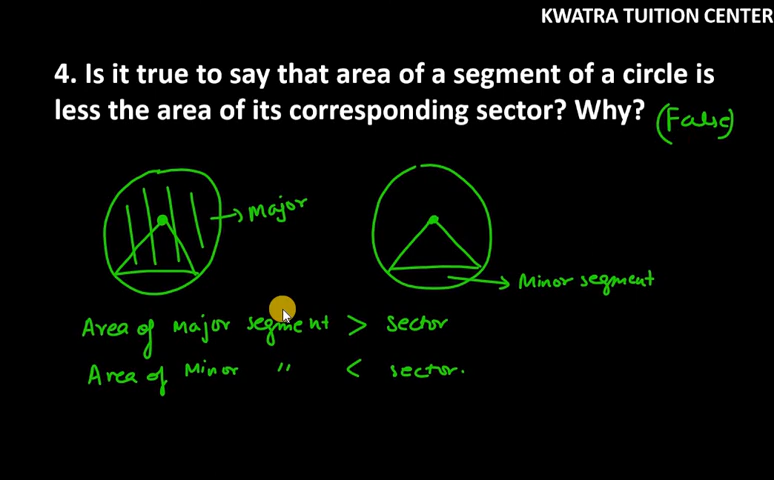 KWATRA TUITION CENTER
4. Is it true to say that area of a segment of a circle is
less the area of its corresponding sector? Why? (False)
Major
Minor segment
Area of Major segment > sector
Area of Minor " < sector.